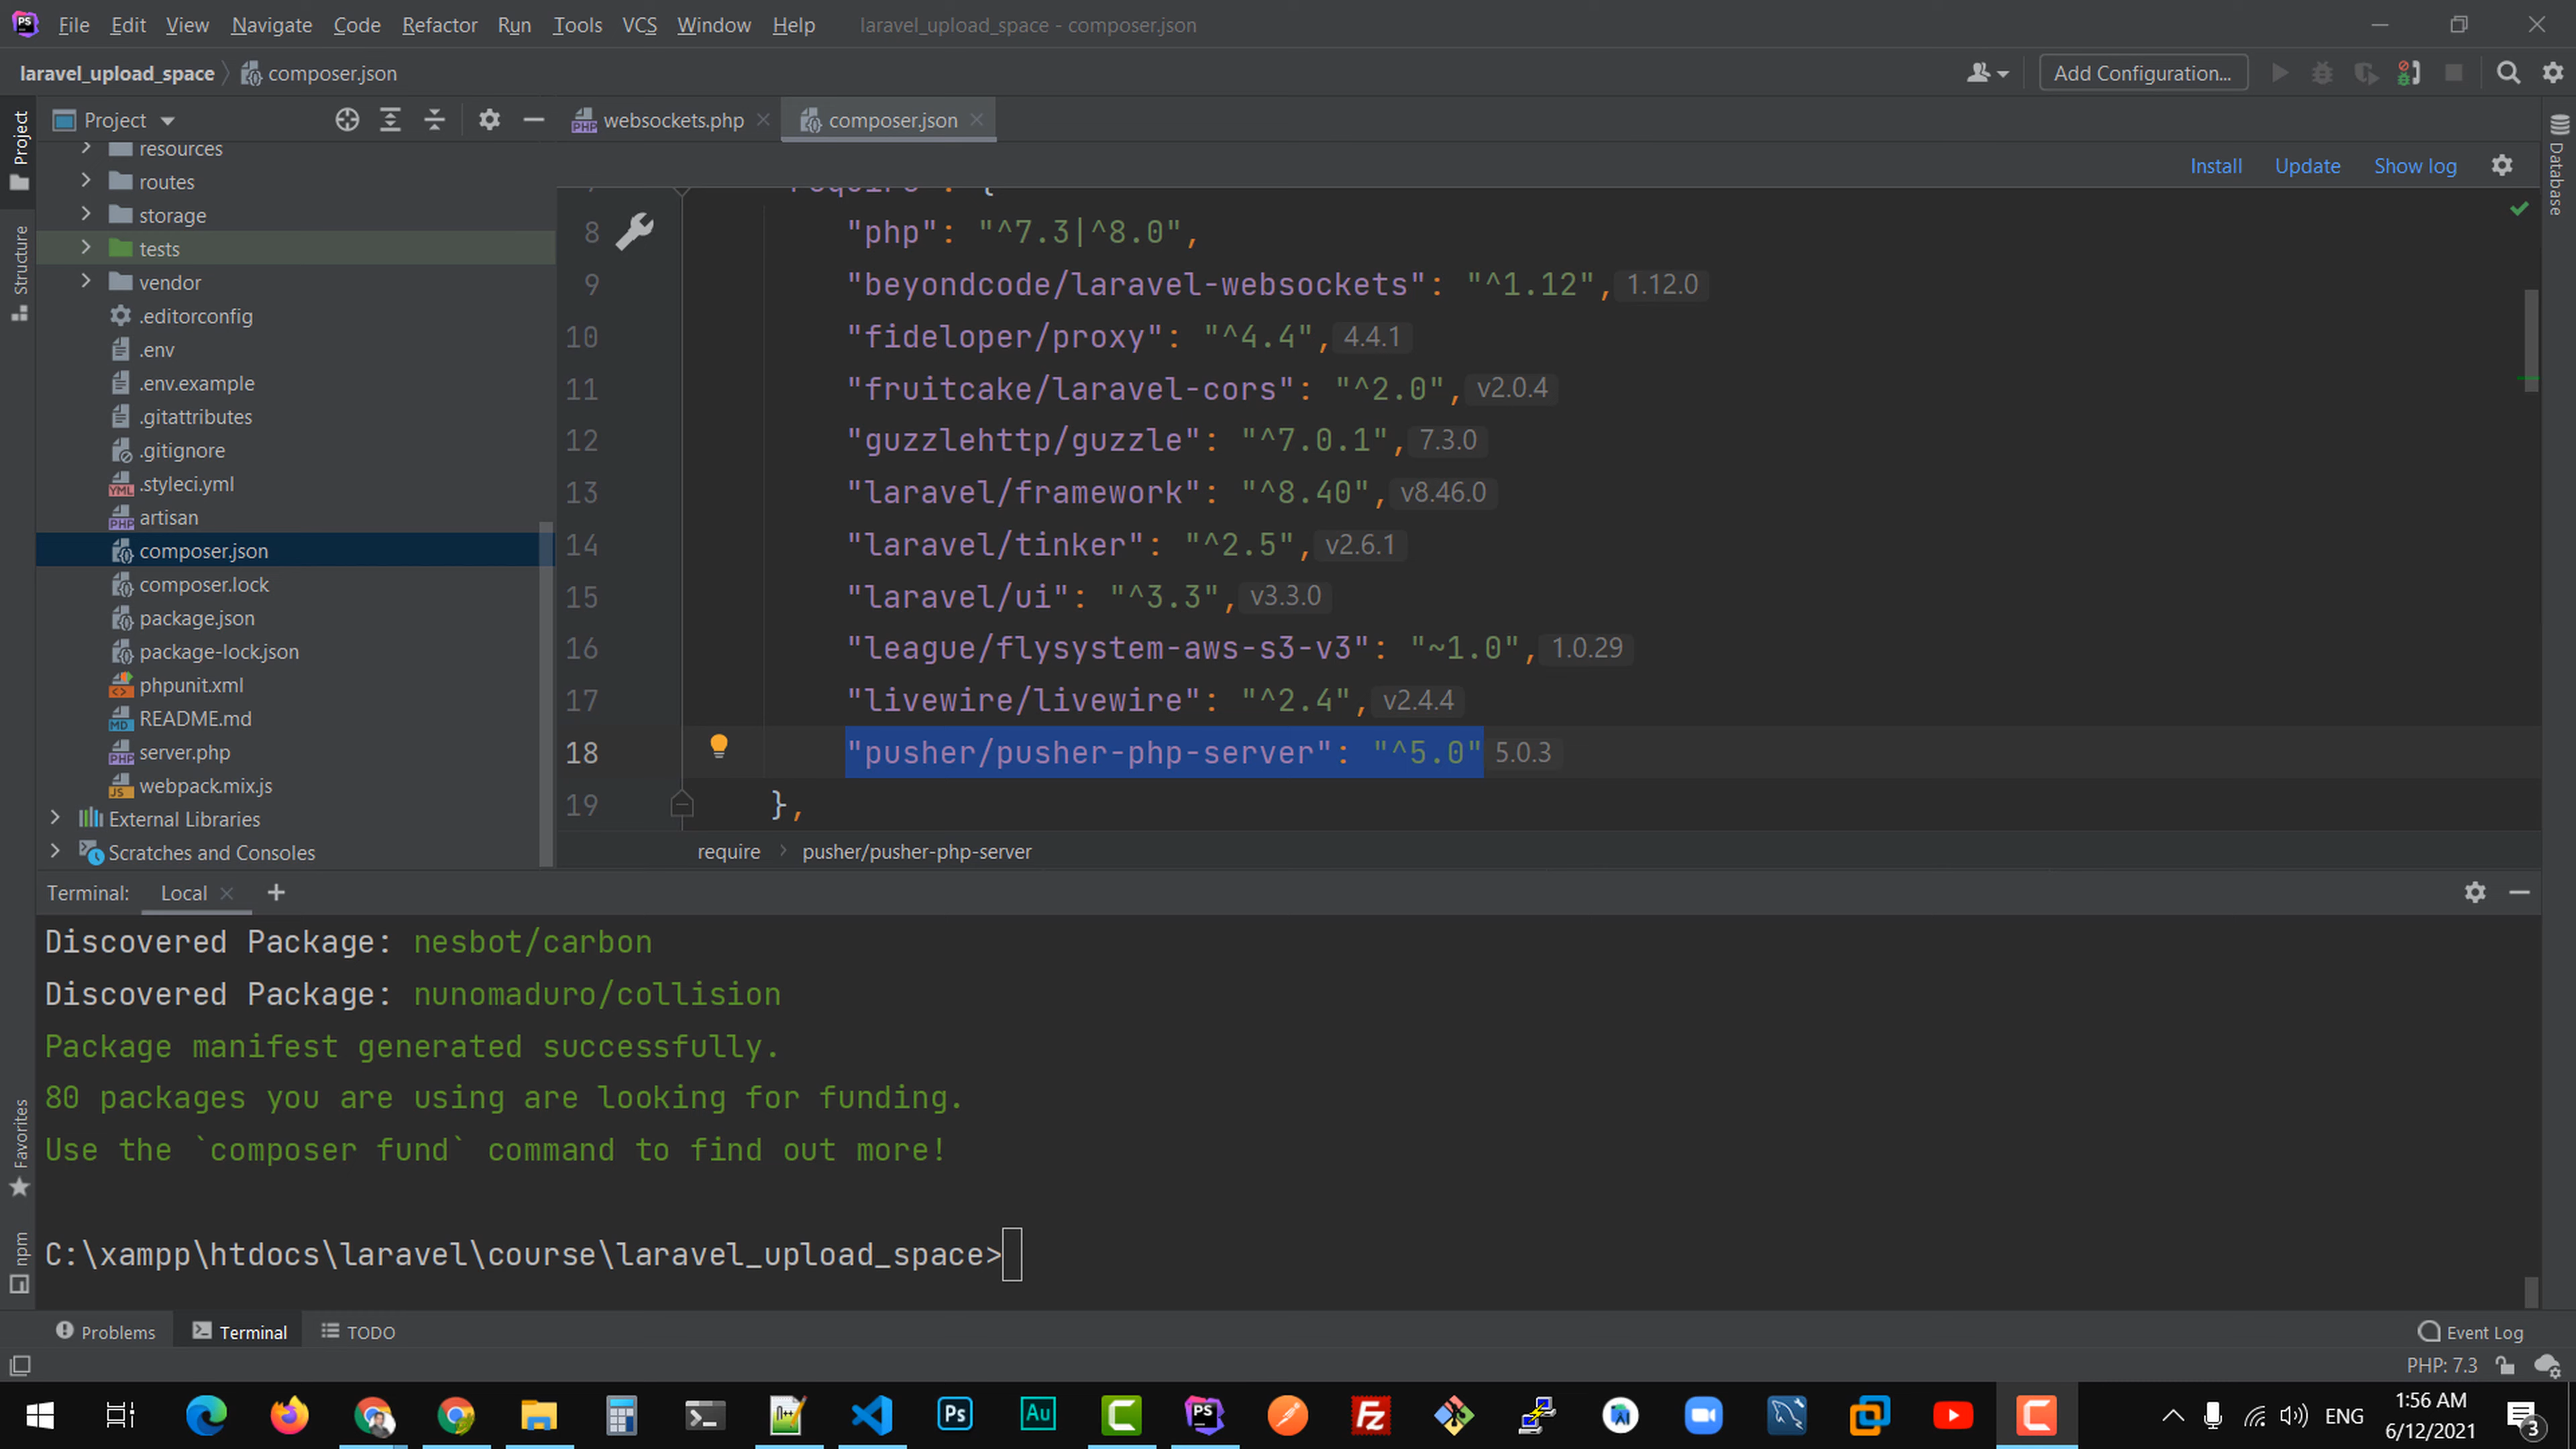 File Edit View Navigate Code Refactor Run Tools VCS Window Help laravel_upload_space - composer.json
laravel_upload_space composer.json Add Configuration...
Project websockets.php composer.json
Install Update Show log
resources
routes
storage
tests
vendor
.editorconfig
.env
.env.example
.gitattributes
.gitignore
.styleci.yml
artisan
composer.json
composer.lock
package.json
package-lock.json
phpunit.xml
README.md
server.php
webpack.mix.js
External Libraries
Scratches and Consoles
8 "php": "^7.3|^8.0",
9 "beyondcode/laravel-websockets": "^1.12", 1.12.0
10 "fideloper/proxy": "^4.4", 4.4.1
11 "fruitcake/laravel-cors": "^2.0", v2.0.4
12 "guzzlehttp/guzzle": "^7.0.1", 7.3.0
13 "laravel/framework": "^8.40", v8.46.0
14 "laravel/tinker": "^2.5", v2.6.1
15 "laravel/ui": "^3.3", v3.3.0
16 "league/flysystem-aws-s3-v3": "~1.0", 1.0.29
17 "livewire/livewire": "^2.4", v2.4.4
18 "pusher/pusher-php-server": "^5.0" 5.0.3
19 },
require pusher/pusher-php-server
Project
Structure
Favorites
npm
Database
Terminal: Local
Discovered Package: nesbot/carbon
Discovered Package: nunomaduro/collision
Package manifest generated successfully.
80 packages you are using are looking for funding.
Use the `composer fund` command to find out more!
C:\xampp\htdocs\laravel\course\laravel_upload_space>
Problems Terminal TODO Event Log
PHP: 7.3
ENG 1:56 AM
6/12/2021
3